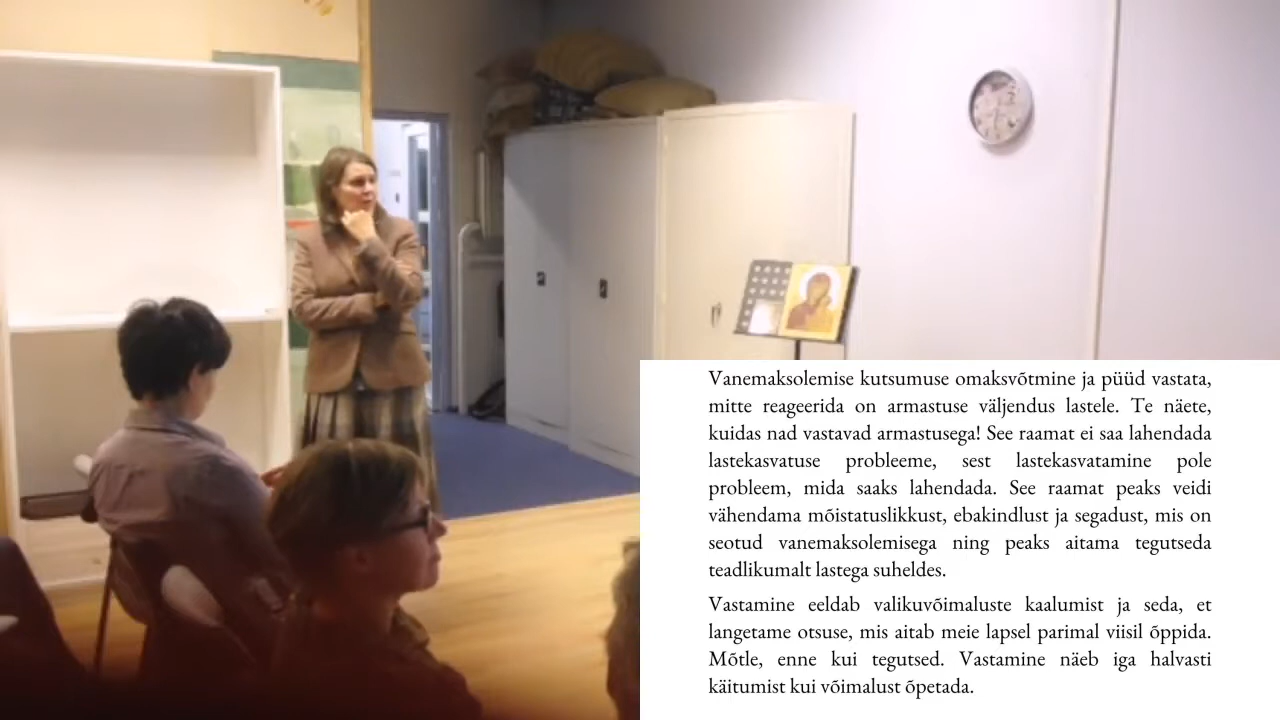 Vanemaksolemise kutsumuse omaksvõtmine ja püüd vastata,
mitte reageerida on armastuse väljendus lastele. Te näete,
kuidas nad vastavad armastusega! See raamat ei saa lahendada
lastekasvatuse probleeme, sest lastekasvatamine pole
probleem, mida saaks lahendada. See raamat peaks veidi
vähendama mõistatuslikkust, ebakindlust ja segadust, mis on
seotud vanemaksolemisega ning peaks aitama tegutseda
teadlikumalt lastega suheldes.
Vastamine eeldab valikuvõimaluste kaalumist ja seda, et
langetame otsuse, mis aitab meie lapsel parimal viisil õppida.
Mõtle, enne kui tegutsed. Vastamine näeb iga halvasti
käitumist kui võimalust õpetada.